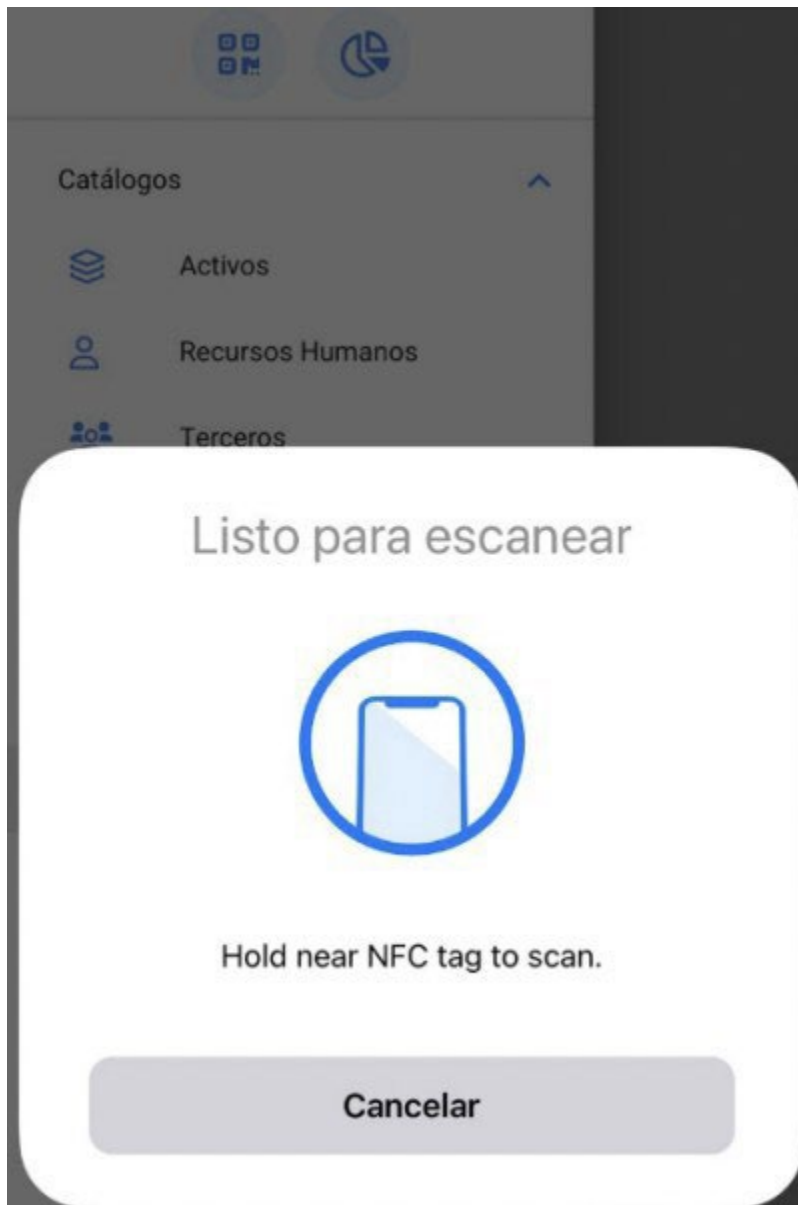 Catálogos
Activos
Recursos Humanos
Terceros
Listo para escanear
Hold near NFC tag to scan.
Cancelar